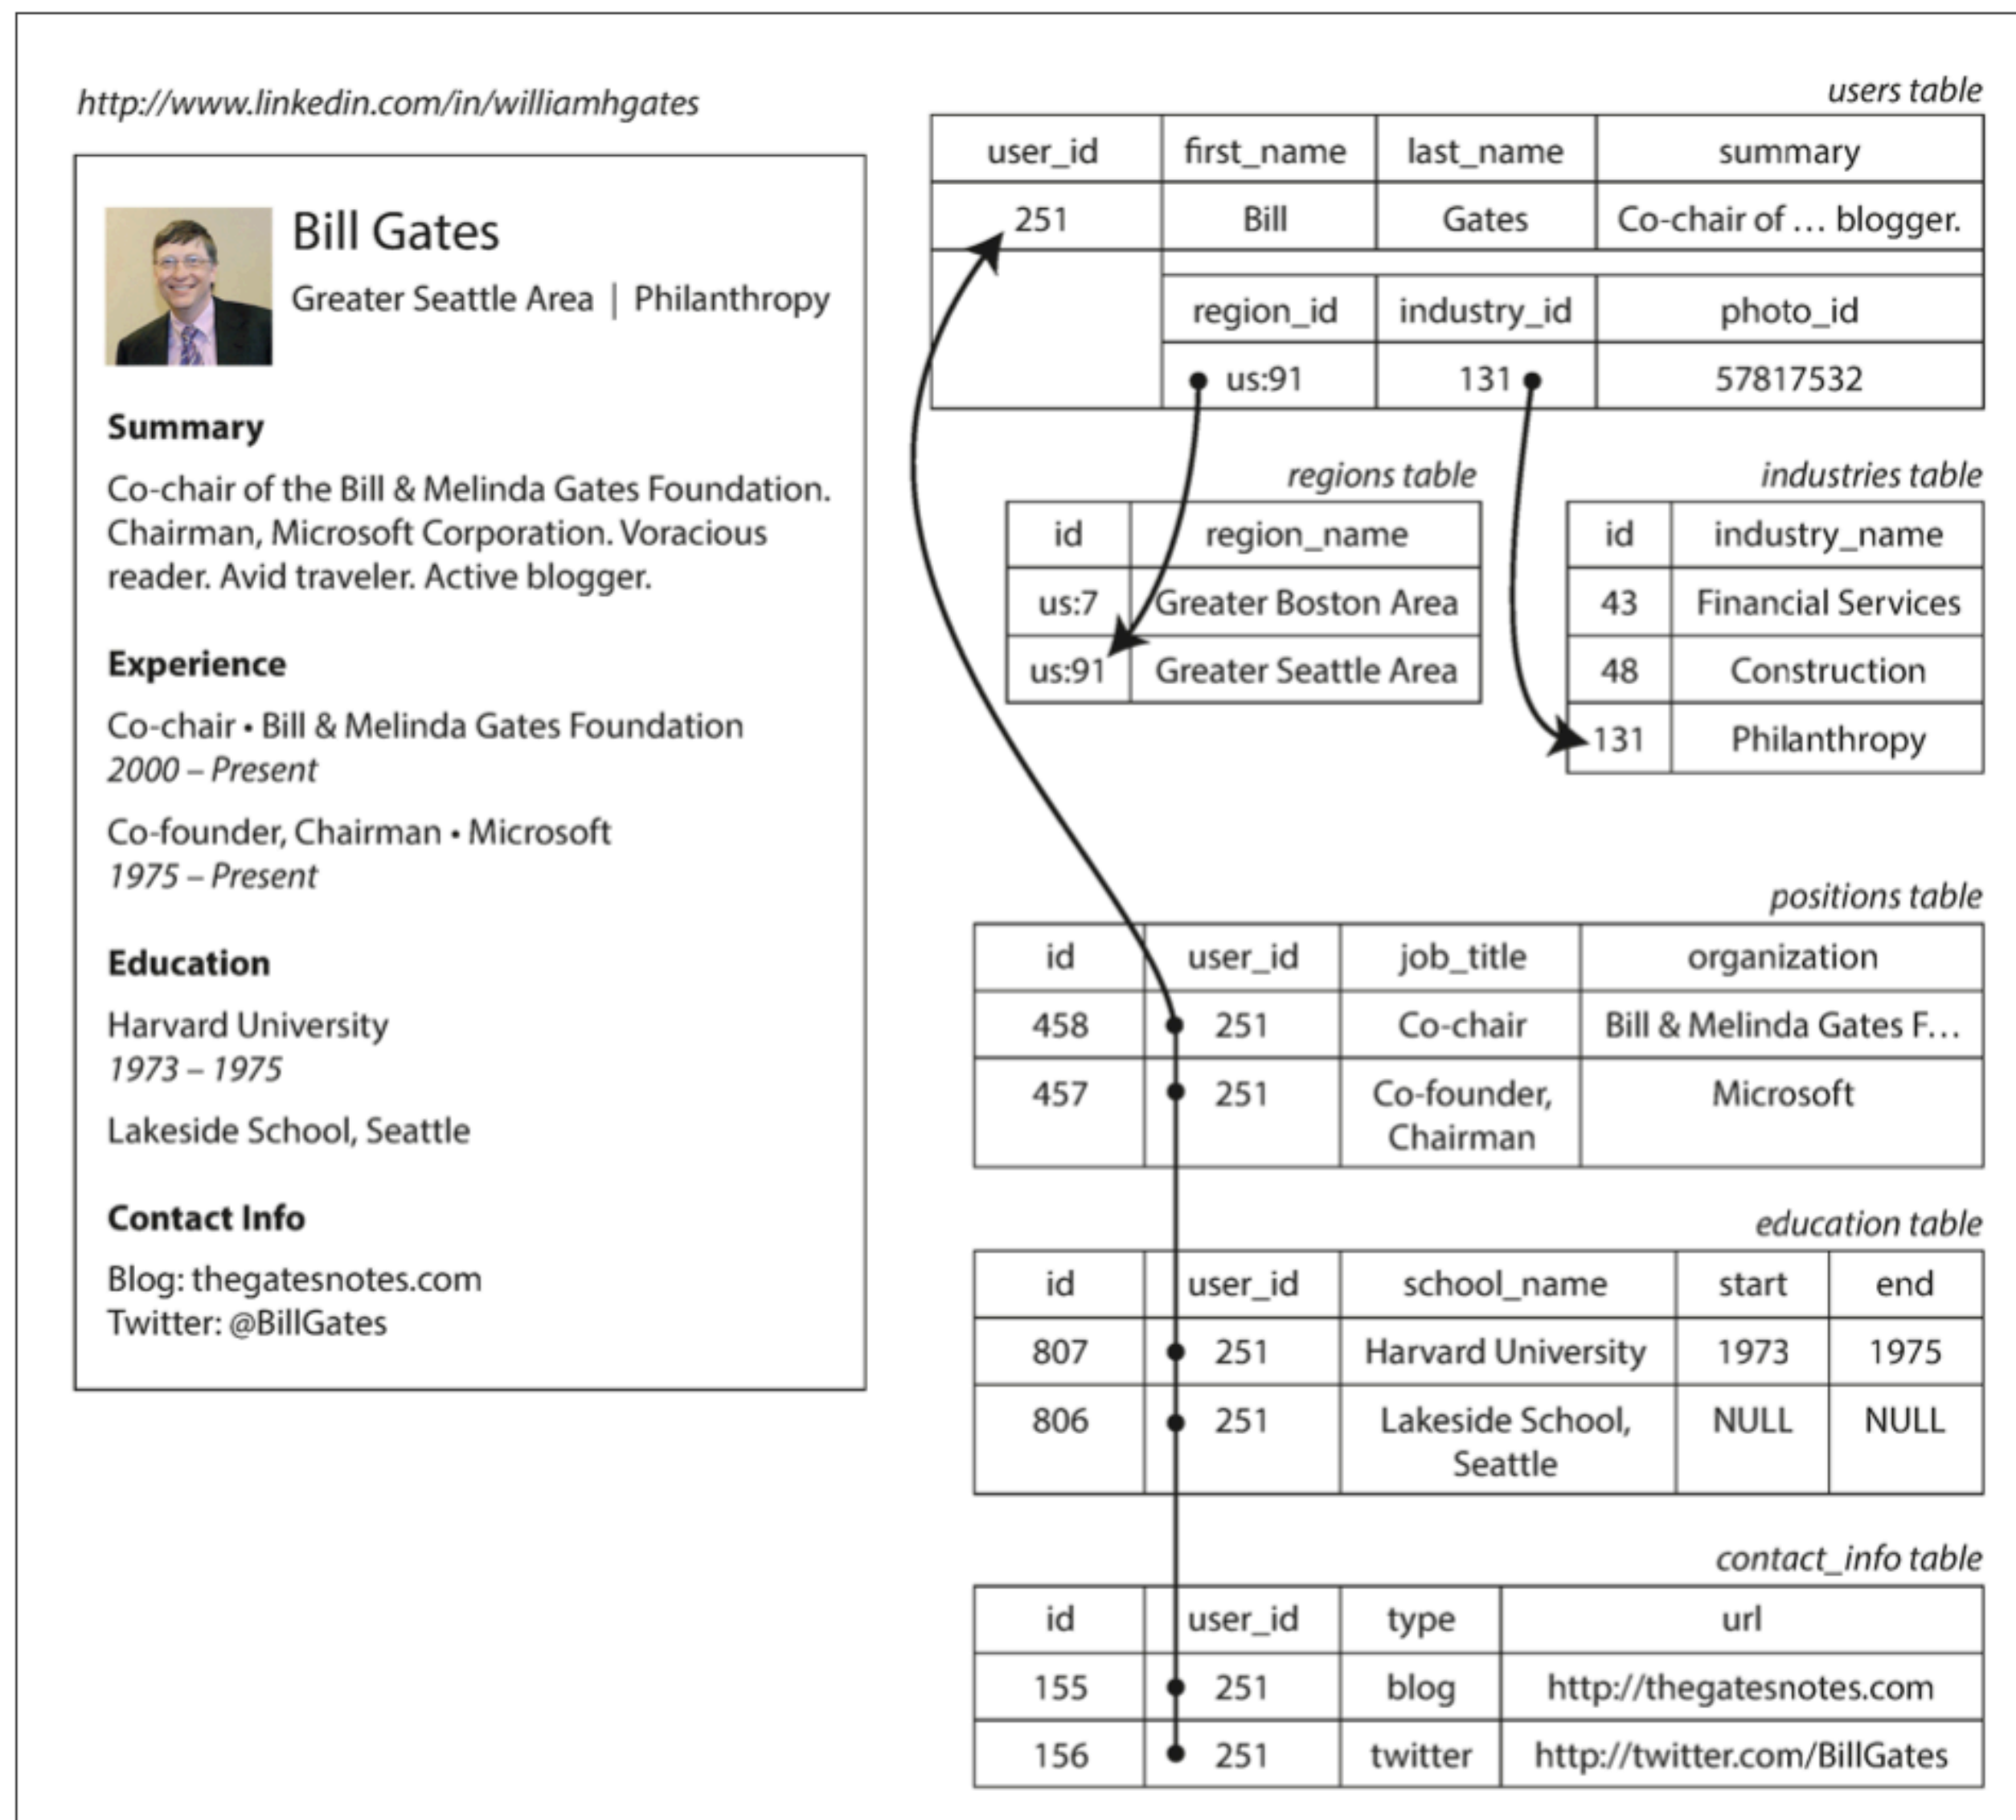 http://www.linkedin.com/in/williamhgates
Bill Gates
Greater Seattle Area | Philanthropy
Summary
Co-chair of the Bill & Melinda Gates Foundation.
Chairman, Microsoft Corporation. Voracious
reader. Avid traveler. Active blogger.
Experience
Co-chair • Bill & Melinda Gates Foundation
2000 – Present
Co-founder, Chairman • Microsoft
1975 – Present
Education
Harvard University
1973 – 1975
Lakeside School, Seattle
Contact Info
Blog: thegatesnotes.com
Twitter: @BillGates
users table
user_id first_name last_name summary
251 Bill Gates Co-chair of … blogger.
region_id industry_id photo_id
us:91 131 57817532
regions table
id region_name
us:7 Greater Boston Area
us:91 Greater Seattle Area
industries table
id industry_name
43 Financial Services
48 Construction
131 Philanthropy
positions table
id user_id job_title organization
458 251 Co-chair Bill & Melinda Gates F…
457 251 Co-founder, Microsoft
Chairman
education table
id user_id school_name start end
807 251 Harvard University 1973 1975
806 251 Lakeside School, NULL NULL
Seattle
contact_info table
id user_id type url
155 251 blog http://thegatesnotes.com
156 251 twitter http://twitter.com/BillGates